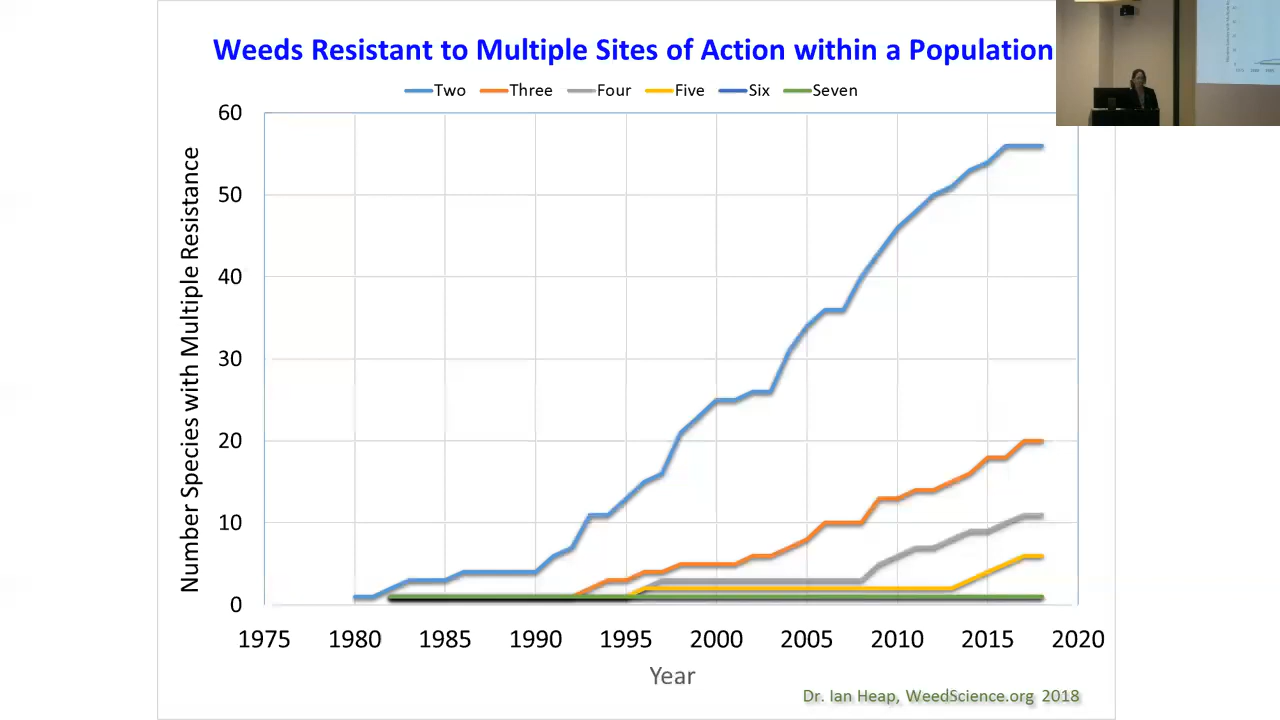 Weeds Resistant to Multiple Sites of Action within a Population
Two Three Four Five Six Seven
Number Species with Multiple Resistance
60
50
40
30
20
10
0
1975 1980 1985 1990 1995 2000 2005 2010 2015 2020
Year
Dr. Ian Heap, WeedScience.org 2018